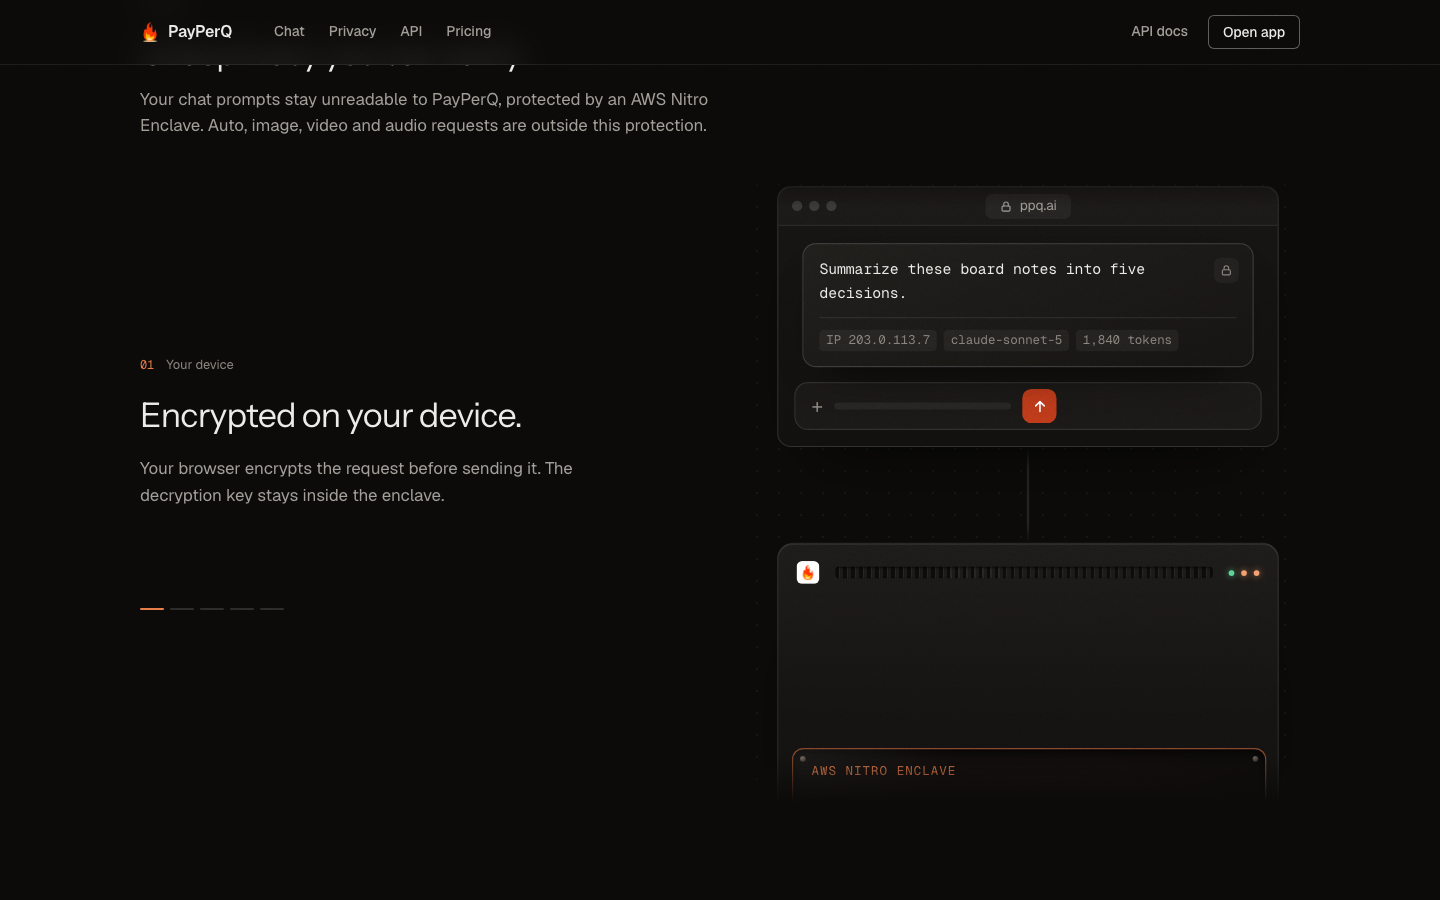 PayPerQ
Chat
Privacy
API
Pricing
API docs
Open app
Your chat prompts stay unreadable to PayPerQ, protected by an AWS Nitro
Enclave. Auto, image, video and audio requests are outside this protection.
01 Your device
Encrypted on your device.
Your browser encrypts the request before sending it. The
decryption key stays inside the enclave.
ppq.ai
Summarize these board notes into five
decisions.
IP 203.0.113.7
claude-sonnet-5
1,840 tokens
AWS NITRO ENCLAVE